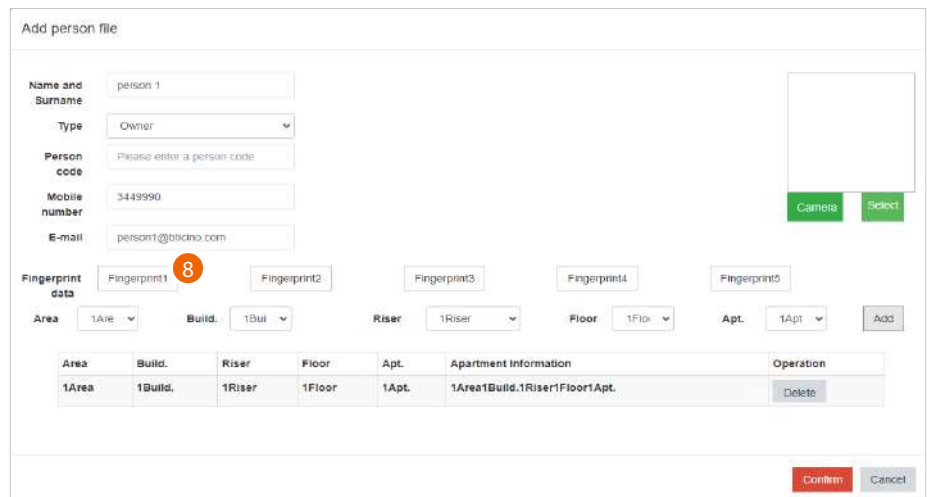 Add person file
Name and
Surname
person 1
Type
Owner
Person
code
Please enter a person code
Mobile
number
3449990
E-mail
person1@bticino.com
Camera
Select
Fingerprint
data
Fingerprint1
8
Fingerprint2
Fingerprint3
Fingerprint4
Fingerprint5
Area 1Are Build. 1Bui Riser 1Riser Floor 1Flo Apt. 1Apt Add
Area Build. Riser Floor Apt. Apartment Information Operation
1Area 1Build. 1Riser 1Floor 1Apt. 1Area1Build.1Riser1Floor1Apt. Delete
Confirm Cancel